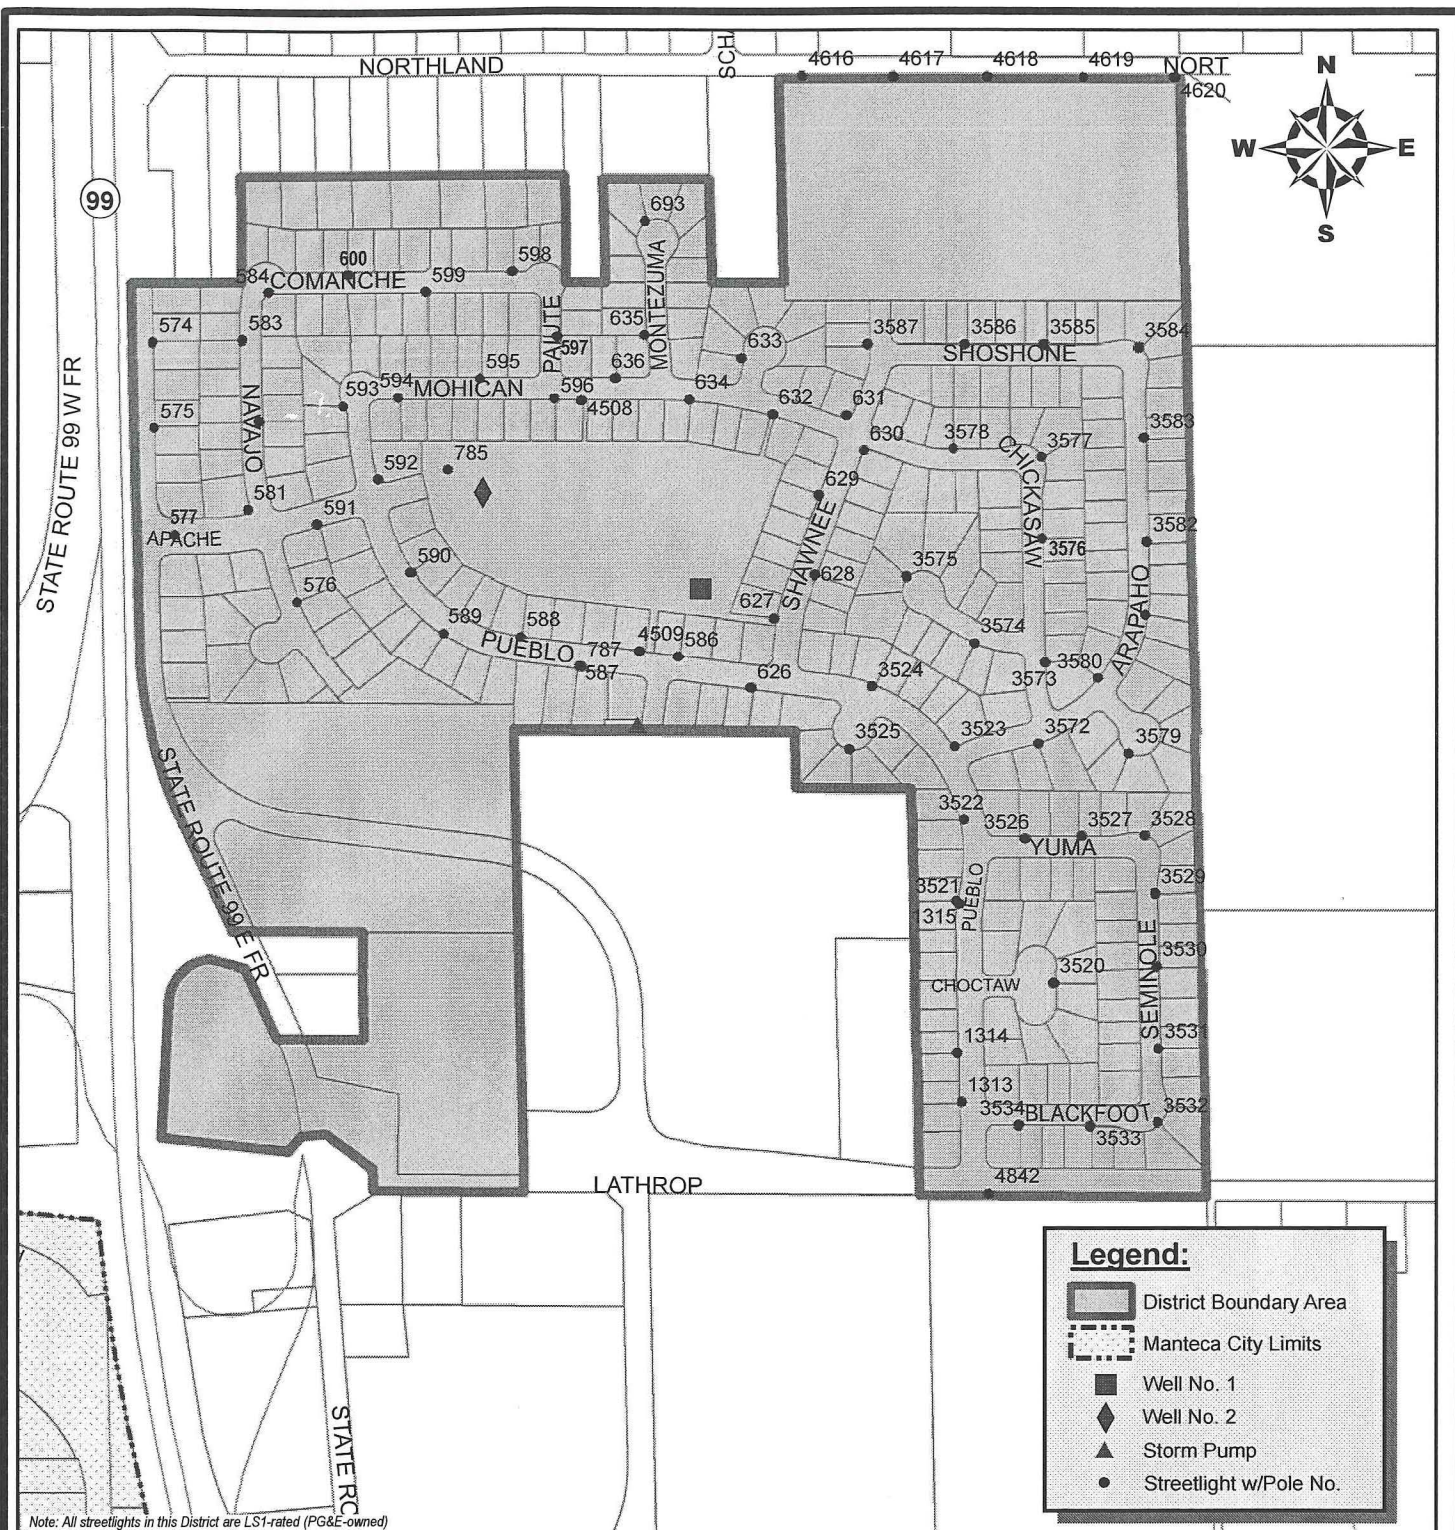 NORTHLAND
SCHA
4616
4617
4618
4619
NORT
4620
N
W
E
S
99
693
600
598
584
COMANCHE
599
574
583
PAIUTE
635
MONTEZUMA
597
633
3587
3586
3585
3584
SHOSHONE
595
636
593
594
MOHICAN
596
4508
634
632
631
STATE ROUTE 99 W FR
575
NAVAJO
592
785
630
3578
CHICKASAW
3577
3583
581
591
629
577
APACHE
SHAWNEE
3576
3582
590
628
3575
576
627
ARAPAHO
589
588
PUEBLO
787
4509
586
587
626
3574
3524
3573
3580
3525
3523
3572
3579
STATE ROUTE 99 E FR
3522
3526
3527
3528
YUMA
3521
1315
PUEBLO
3529
3520
CHOCTAW
SEMINOLE
3530
1314
3531
1313
3534
BLACKFOOT
3532
3533
LATHROP
4842
STATE RO
Legend:
District Boundary Area
Manteca City Limits
Well No. 1
Well No. 2
Storm Pump
Streetlight w/Pole No.
Note: All streetlights in this District are LS1-rated (PG&E-owned)